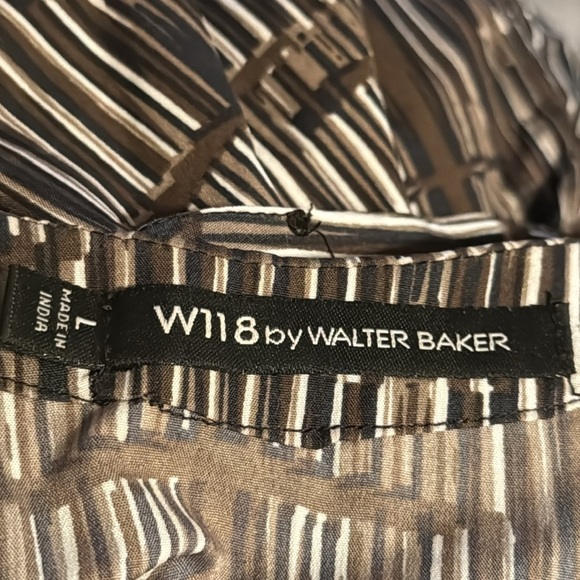 W118 by WALTER BAKER
L
MADE IN
INDIA